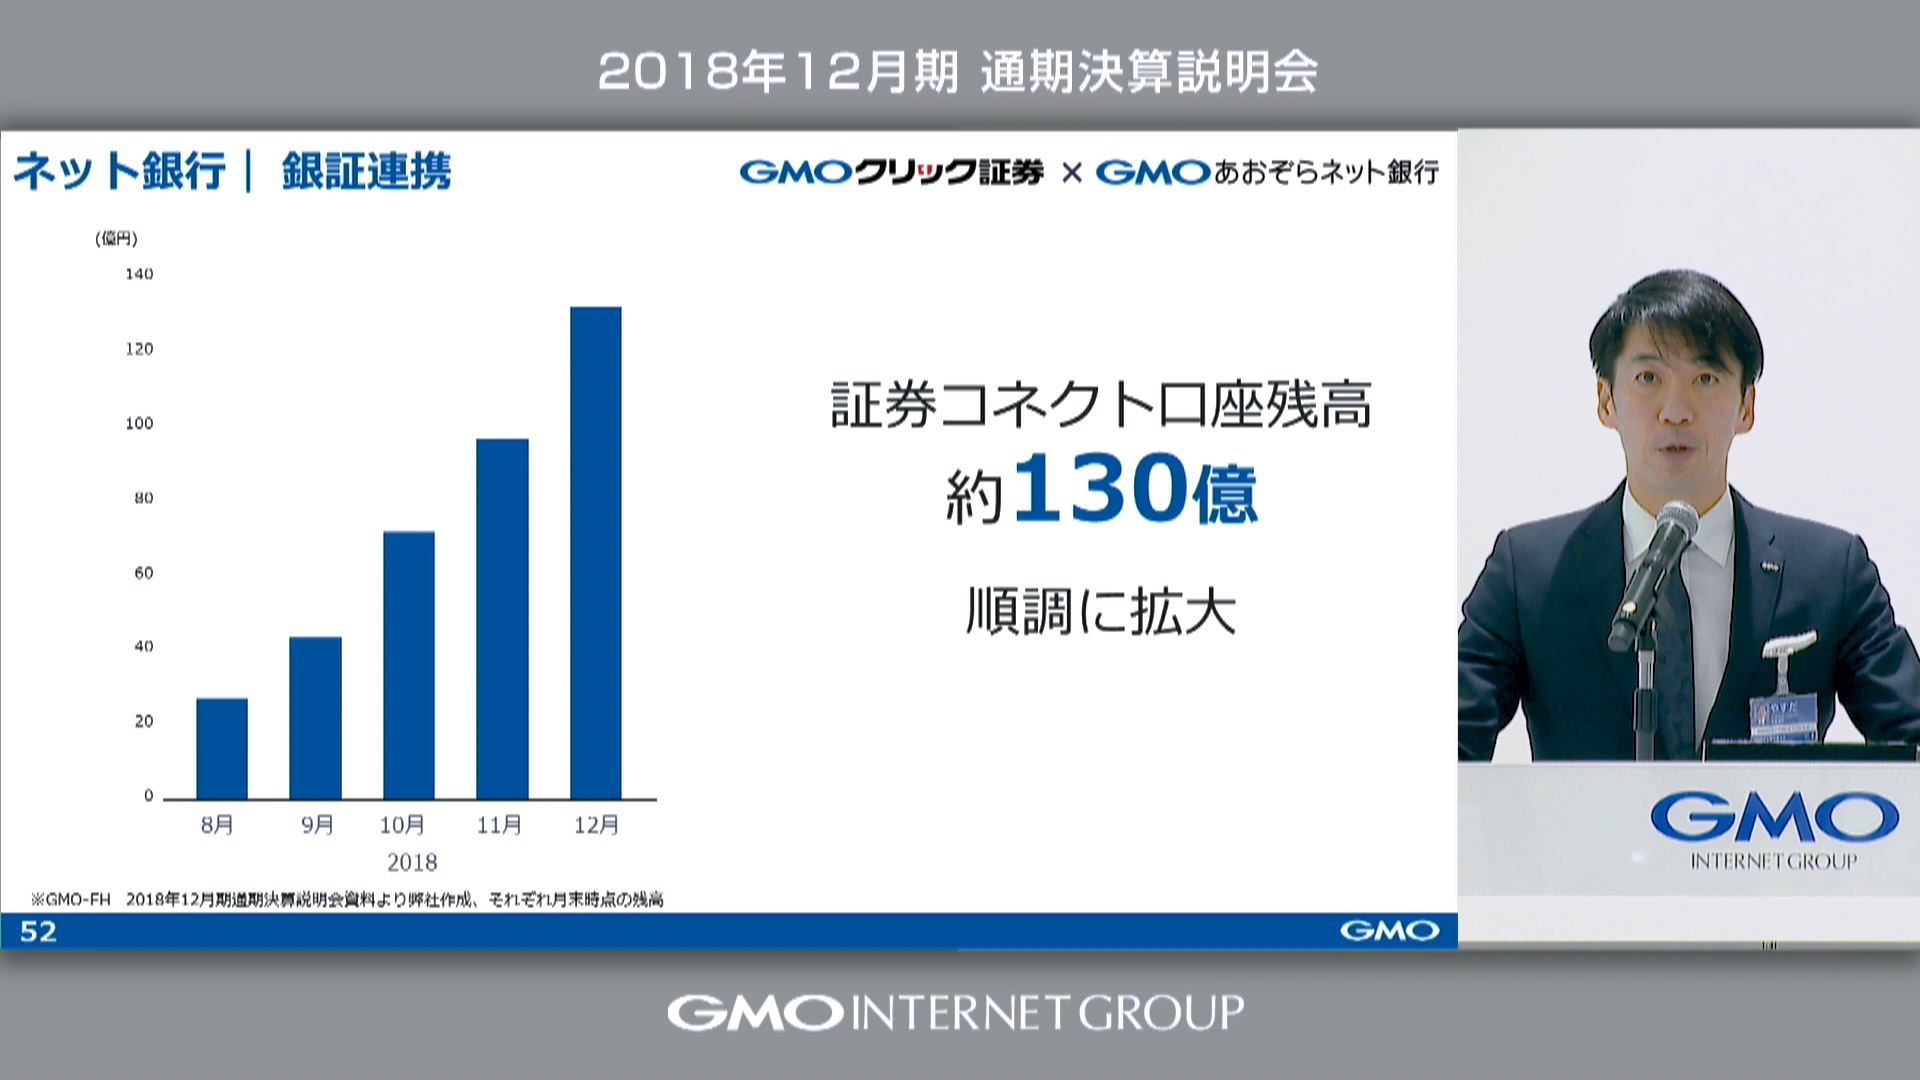 2018年12月期 通期決算説明会
ネット銀行｜ 銀証連携
GMOクリック証券 × GMOあおぞらネット銀行
(億円)
140
120
100
80
60
40
20
0
8月 9月 10月 11月 12月
2018
証券コネクト口座残高
約130億
順調に拡大
※GMO-FH 2018年12月期通期決算説明会資料より弊社作成、それぞれ月末時点の残高
52
GMO
やすだ
GMO
INTERNET GROUP
GMO INTERNET GROUP